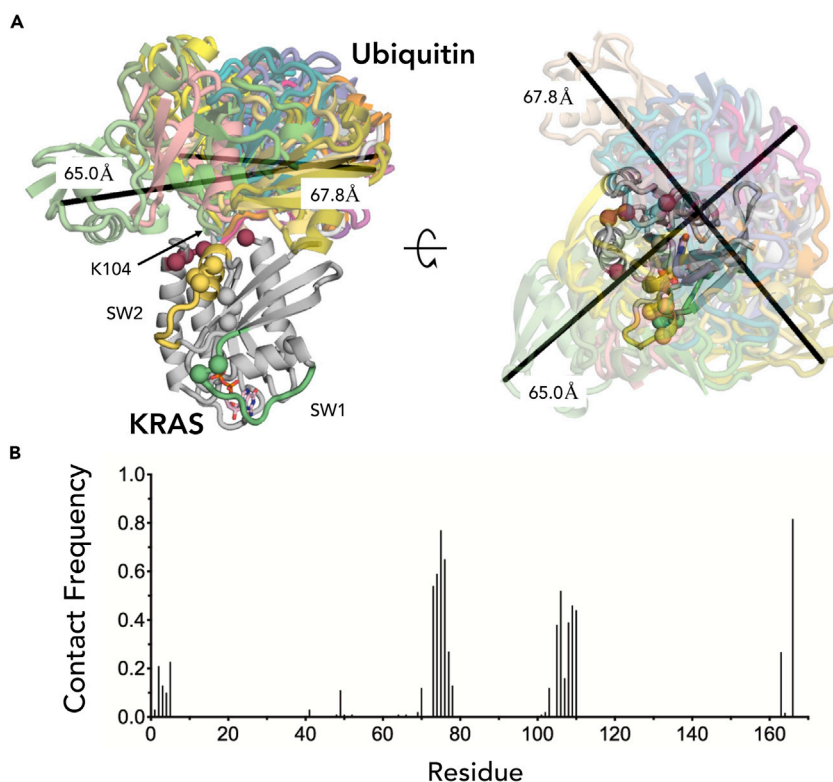 A
Ubiquitin
67.8Å
65.0Å
67.8Å
K104
SW2
65.0Å
KRAS
SW1
B
Contact Frequency
1.0
0.8
0.6
0.4
0.2
0.0
0 20 40 60 80 100 120 140 160
Residue